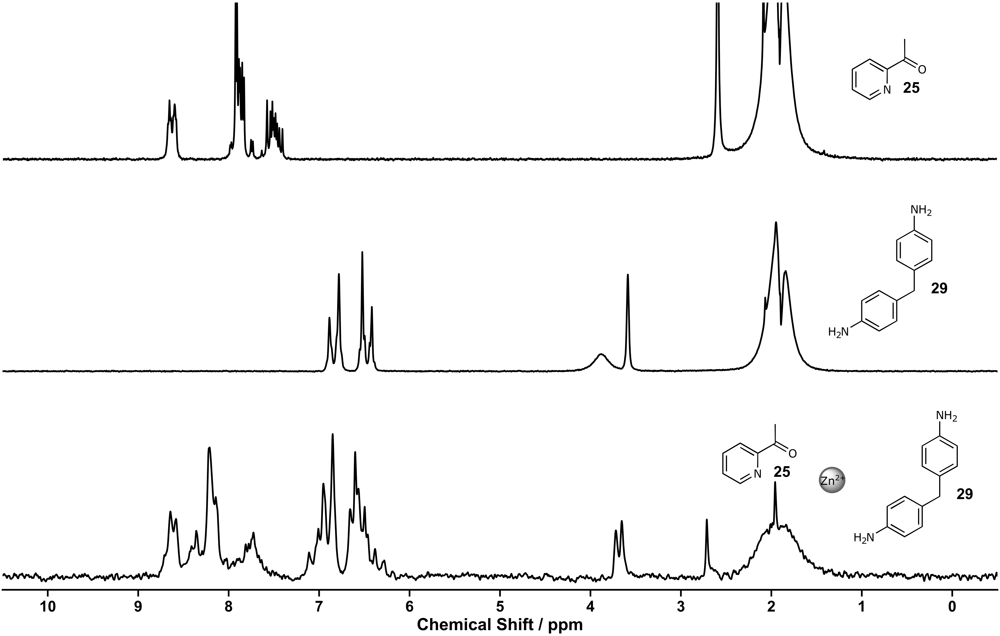 O
N 25
NH2
29
H2N
NH2
O
N 25
Zn2+
29
H2N
10 9 8 7 6 5 4 3 2 1 0
Chemical Shift / ppm